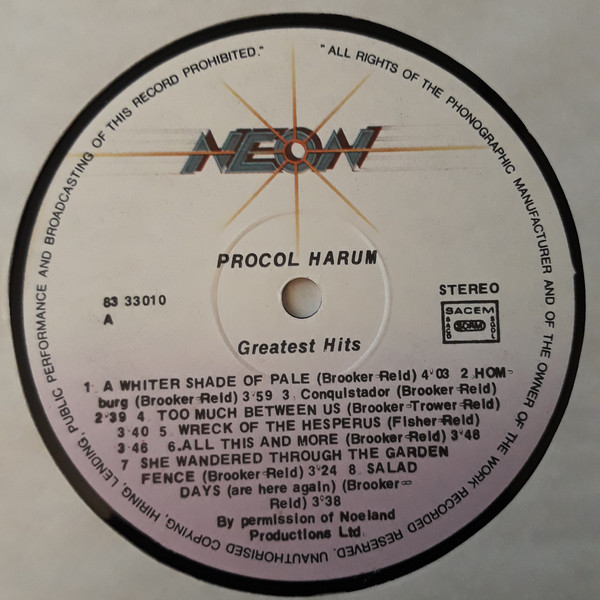 "ALL RIGHTS OF THE PHONOGRAPHIC MANUFACTURER AND OF THE OWNER OF THE WORK RECORDED RESERVED. UNAUTHORISED COPYING, HIRING, LENDING, PUBLIC PERFORMANCE AND BROADCASTING OF THIS RECORD PROHIBITED."
NEON
PROCOL HARUM
83 33010
A
STEREO
SACEM
SACD SDRM SGDL
Greatest Hits
1 A WHITER SHADE OF PALE (Brooker-Reid) 4°03 2 HOM-
burg (Brooker-Reid) 3 59 3 Conquistador (Brooker-Reid)
2°39 4 TOO MUCH BETWEEN US (Brooker-Trower-Reid)
3 40 5 WRECK OF THE HESPERUS (Fisher-Reid)
3 46 6.ALL THIS AND MORE (Brooker-Reid) 3°48
7 SHE WANDERED THROUGH THE GARDEN
FENCE (Brooker-Reid) 3°24 8 SALAD
DAYS (are here again) (Brooker-
Reid) 3°38
By permission of Noeland
Productions Ltd.